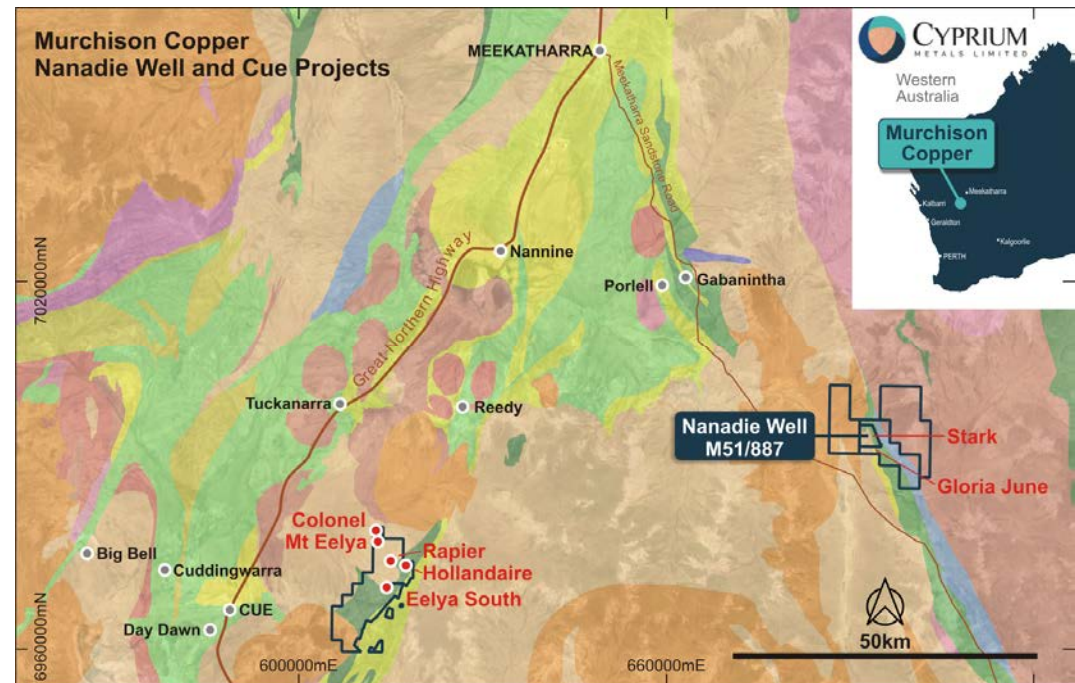 Murchison Copper
Nanadie Well and Cue Projects
MEEKATHARRA
Meekatharra Sandstone Road
CYPRIUM
METALS LIMITED
Western
Australia
Murchison
Copper
Meekatharra
Kalbarri
Geraldton
Kalgoorlie
PERTH
7020000mN
Nannine
Great Northern Highway
Porlell
Gabanintha
Tuckanarra
Reedy
Nanadie Well
M51/887
Stark
Gloria June
Colonel
Mt Eelya
Rapier
Hollandaire
Eelya South
Big Bell
Cuddingwarra
CUE
Day Dawn
6960000mN
600000mE
660000mE
50km